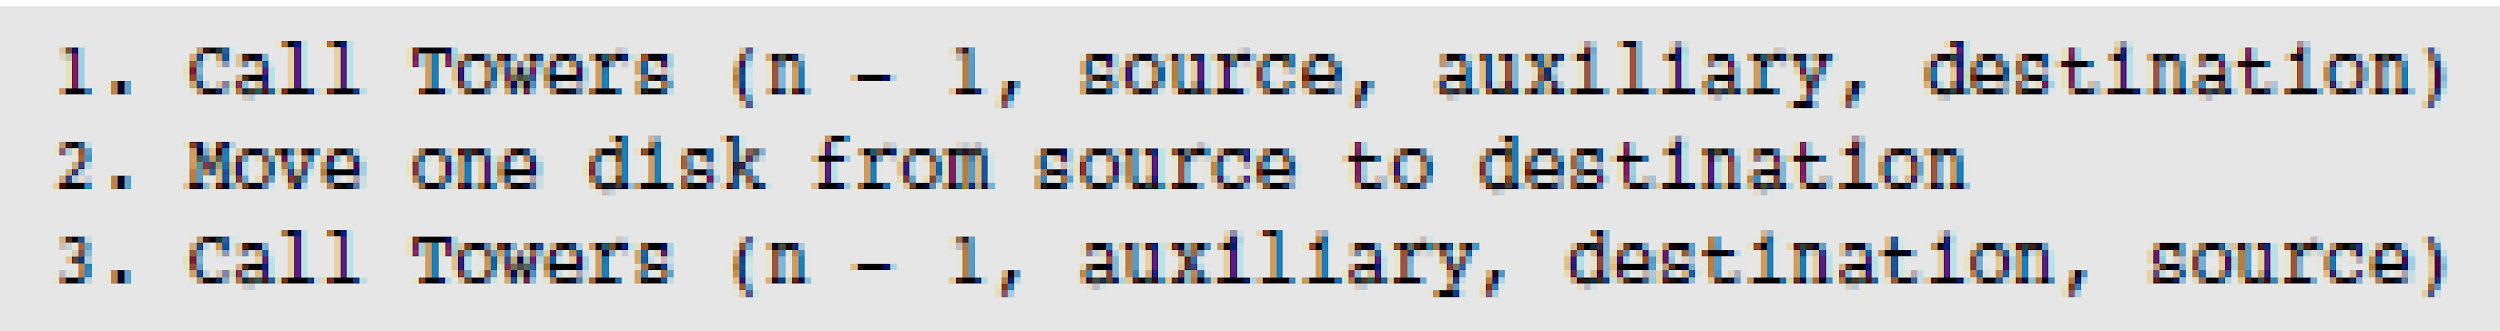 1. Call Towers (n - 1, source, auxiliary, destination)
2. Move one disk from source to destination
3. Call Towers (n - 1, auxiliary, destination, source)